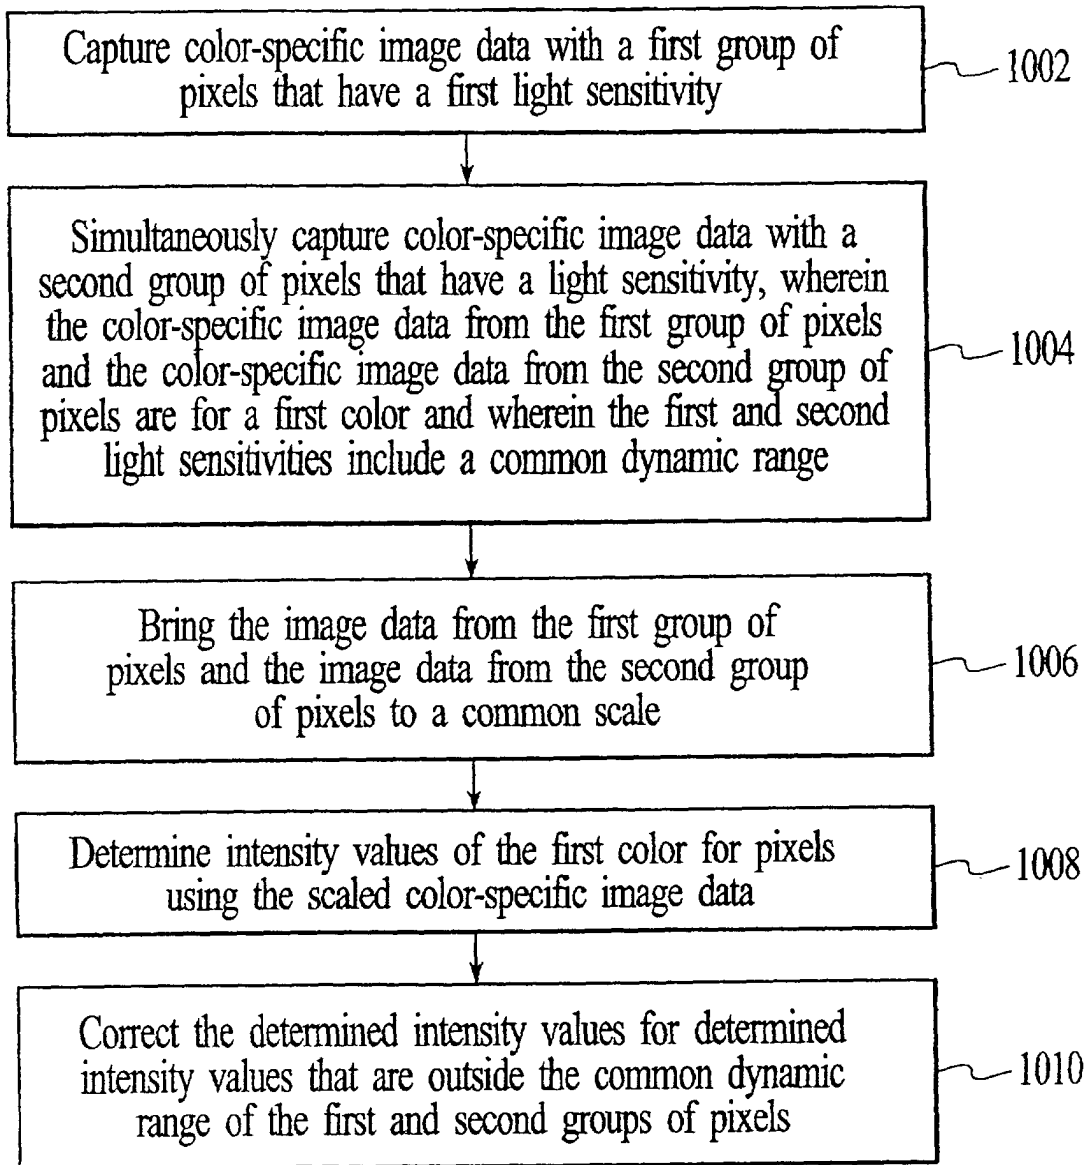 Capture color-specific image data with a first group of
pixels that have a first light sensitivity
1002
Simultaneously capture color-specific image data with a
second group of pixels that have a light sensitivity, wherein
the color-specific image data from the first group of pixels
and the color-specific image data from the second group of
pixels are for a first color and wherein the first and second
light sensitivities include a common dynamic range
1004
Bring the image data from the first group of
pixels and the image data from the second group
of pixels to a common scale
1006
Determine intensity values of the first color for pixels
using the scaled color-specific image data
1008
Correct the determined intensity values for determined
intensity values that are outside the common dynamic
range of the first and second groups of pixels
1010